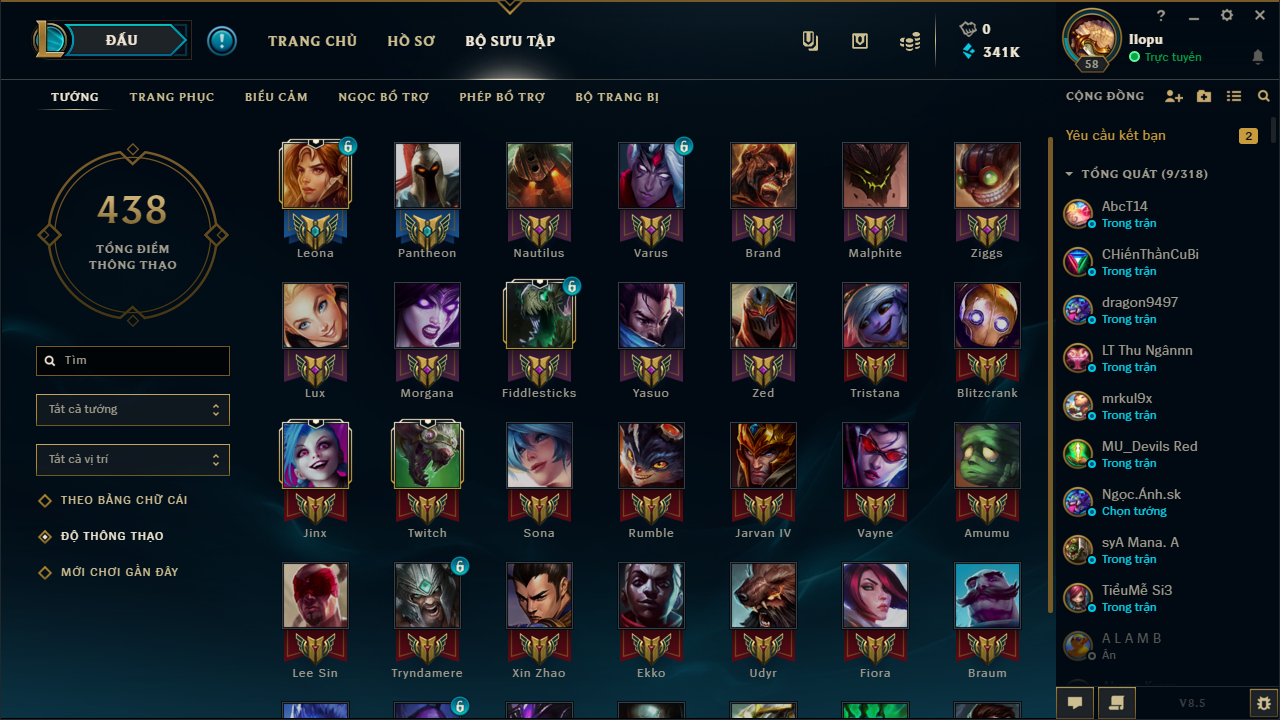 ĐẤU
TRANG CHỦ
HỒ SƠ
BỘ SƯU TẬP
0
341K
58
?
Ilopu
Trực tuyến
TƯỚNG
TRANG PHỤC
BIỂU CẢM
NGỌC BỔ TRỢ
PHÉP BỔ TRỢ
BỘ TRANG BỊ
CỘNG ĐỒNG
438
TỔNG ĐIỂM
THÔNG THẠO
Tìm
Tất cả tướng
Tất cả vị trí
THEO BẢNG CHỮ CÁI
ĐỘ THÔNG THẠO
MỚI CHƠI GẦN ĐÂY
6
6
Leona
Pantheon
Nautilus
Varus
Brand
Malphite
Ziggs
6
Lux
Morgana
Fiddlesticks
Yasuo
Zed
Tristana
Blitzcrank
Jinx
Twitch
Sona
Rumble
Jarvan IV
Vayne
Amumu
6
Lee Sin
Tryndamere
Xin Zhao
Ekko
Udyr
Fiora
Braum
6
Yêu cầu kết bạn
2
TỔNG QUÁT (9/318)
AbcT14
Trong trận
CHiếnThầnCuBi
Trong trận
dragon9497
Trong trận
LT Thu Ngânnn
Trong trận
mrkul9x
Trong trận
MU_Devils Red
Trong trận
Ngọc.Ánh.sk
Chọn tướng
syA Mana. A
Trong trận
TiểuMễ Si3
Trong trận
A L A M B
Ẩn
V8.5